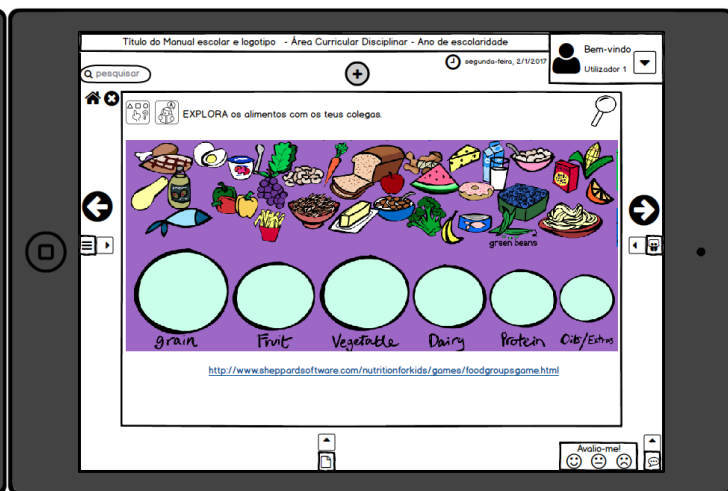 Título do Manual escolar e logotipo - Área Curricular Disciplinar - Ano de escolaridade
Bem-vindo
Utilizador 1
segunda-feira, 2/1/2017
pesquisar
EXPLORA os alimentos com os teus colegas.
green beans
grain Fruit Vegetable Dairy Protein Oils/Extras
http://www.sheppardsoftware.com/nutritionforkids/games/foodgroupsgame.html
Avalia-me!